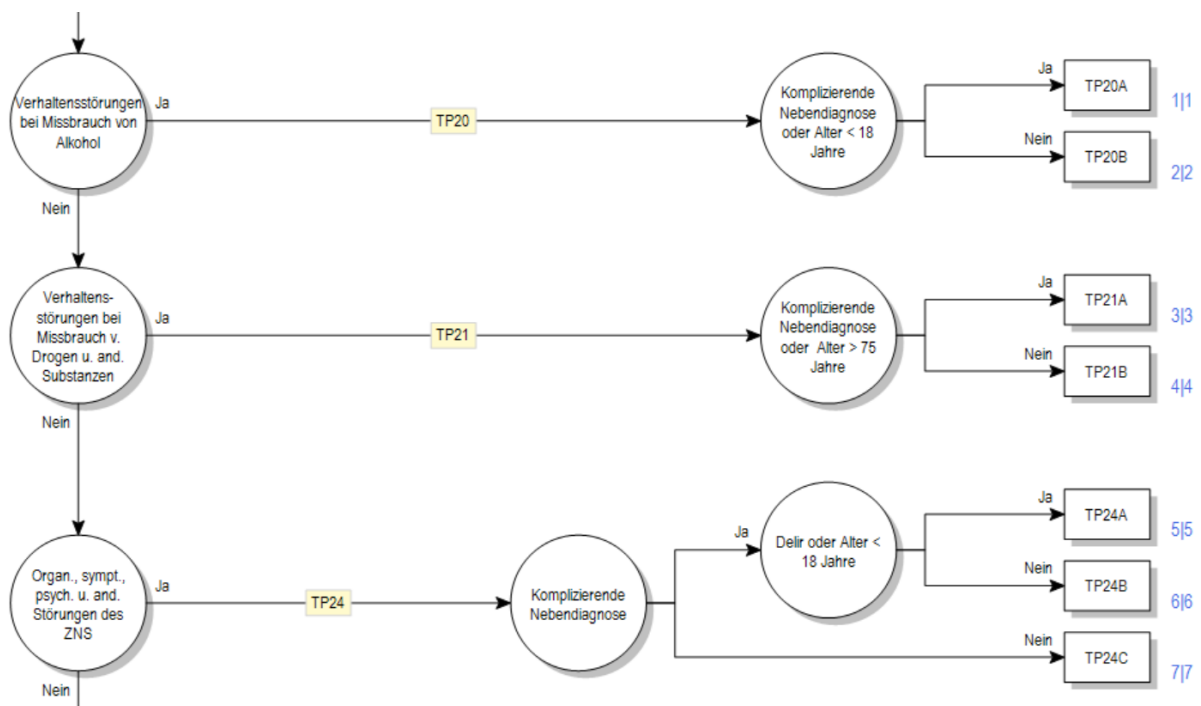 Verhaltensstörungen
bei Missbrauch von
Alkohol
Ja
TP20
Komplizierende
Nebendiagnose
oder Alter < 18
Jahre
Ja
TP20A
1|1
Nein
TP20B
2|2
Nein
Verhaltens-
störungen bei
Missbrauch v.
Drogen u. and.
Substanzen
Ja
TP21
Komplizierende
Nebendiagnose
oder Alter > 75
Jahre
Ja
TP21A
3|3
Nein
TP21B
4|4
Nein
Organ., sympt.,
psych. u. and.
Störungen des
ZNS
Ja
TP24
Komplizierende
Nebendiagnose
Ja
Delir oder Alter <
18 Jahre
Ja
TP24A
5|5
Nein
TP24B
6|6
Nein
TP24C
7|7
Nein